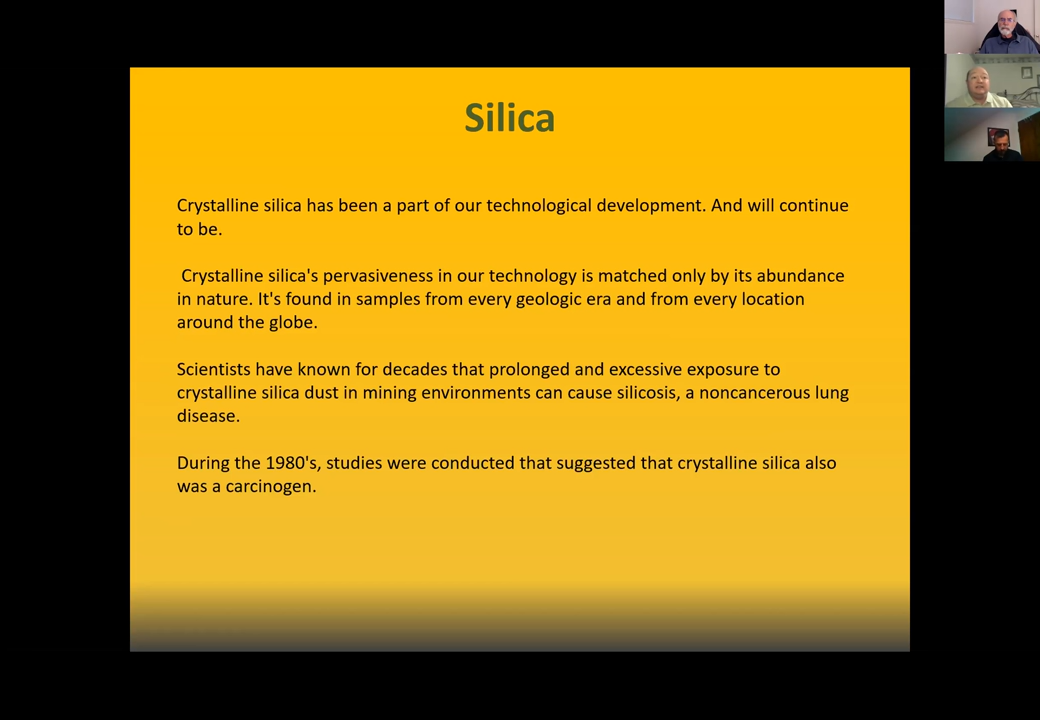 Silica
Crystalline silica has been a part of our technological development. And will continue
to be.
Crystalline silica's pervasiveness in our technology is matched only by its abundance
in nature. It's found in samples from every geologic era and from every location
around the globe.
Scientists have known for decades that prolonged and excessive exposure to
crystalline silica dust in mining environments can cause silicosis, a noncancerous lung
disease.
During the 1980's, studies were conducted that suggested that crystalline silica also
was a carcinogen.